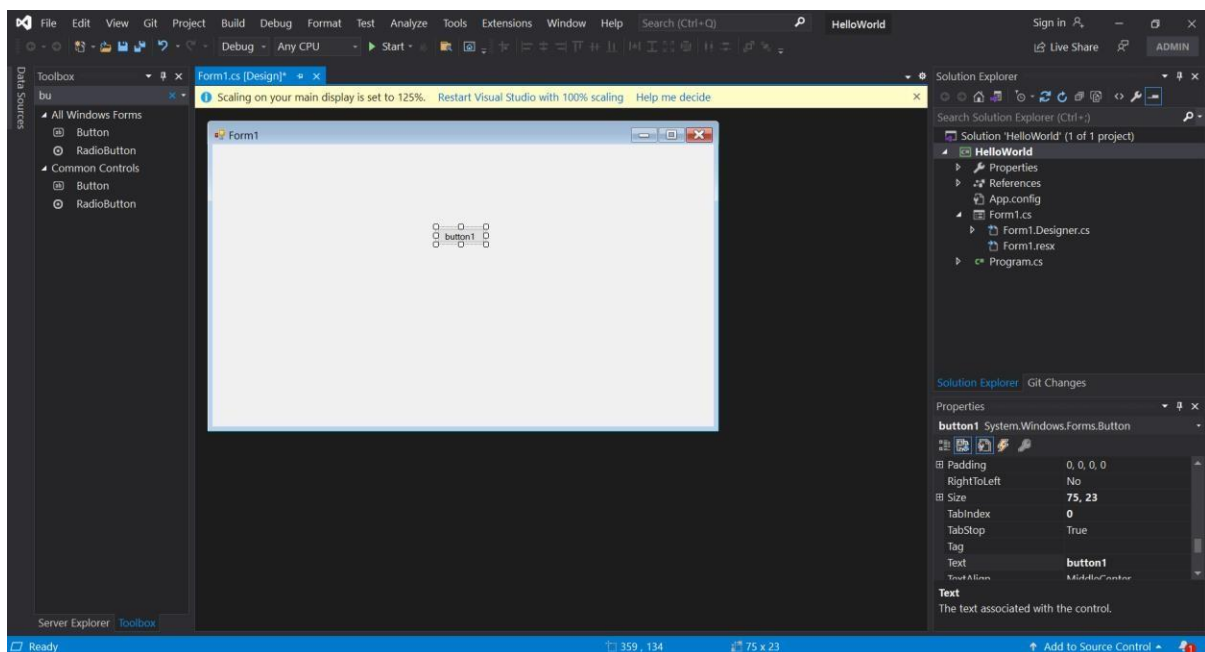 File Edit View Git Project Build Debug Format Test Analyze Tools Extensions Window Help Search (Ctrl+Q) HelloWorld Sign in
Debug Any CPU Start Live Share ADMIN
Data Sources
Toolbox
bu
All Windows Forms
Button
RadioButton
Common Controls
Button
RadioButton
Server Explorer Toolbox
Form1.cs [Design]*
Scaling on your main display is set to 125%. Restart Visual Studio with 100% scaling Help me decide
Form1
button1
Solution Explorer
Search Solution Explorer (Ctrl+;)
Solution 'HelloWorld' (1 of 1 project)
HelloWorld
Properties
References
App.config
Form1.cs
Form1.Designer.cs
Form1.resx
Program.cs
Solution Explorer Git Changes
Properties
button1 System.Windows.Forms.Button
Padding 0, 0, 0, 0
RightToLeft No
Size 75, 23
TabIndex 0
TabStop True
Tag
Text button1
TextAlign MiddleCenter
Text
The text associated with the control.
Ready 359 , 134 75 x 23 Add to Source Control 1